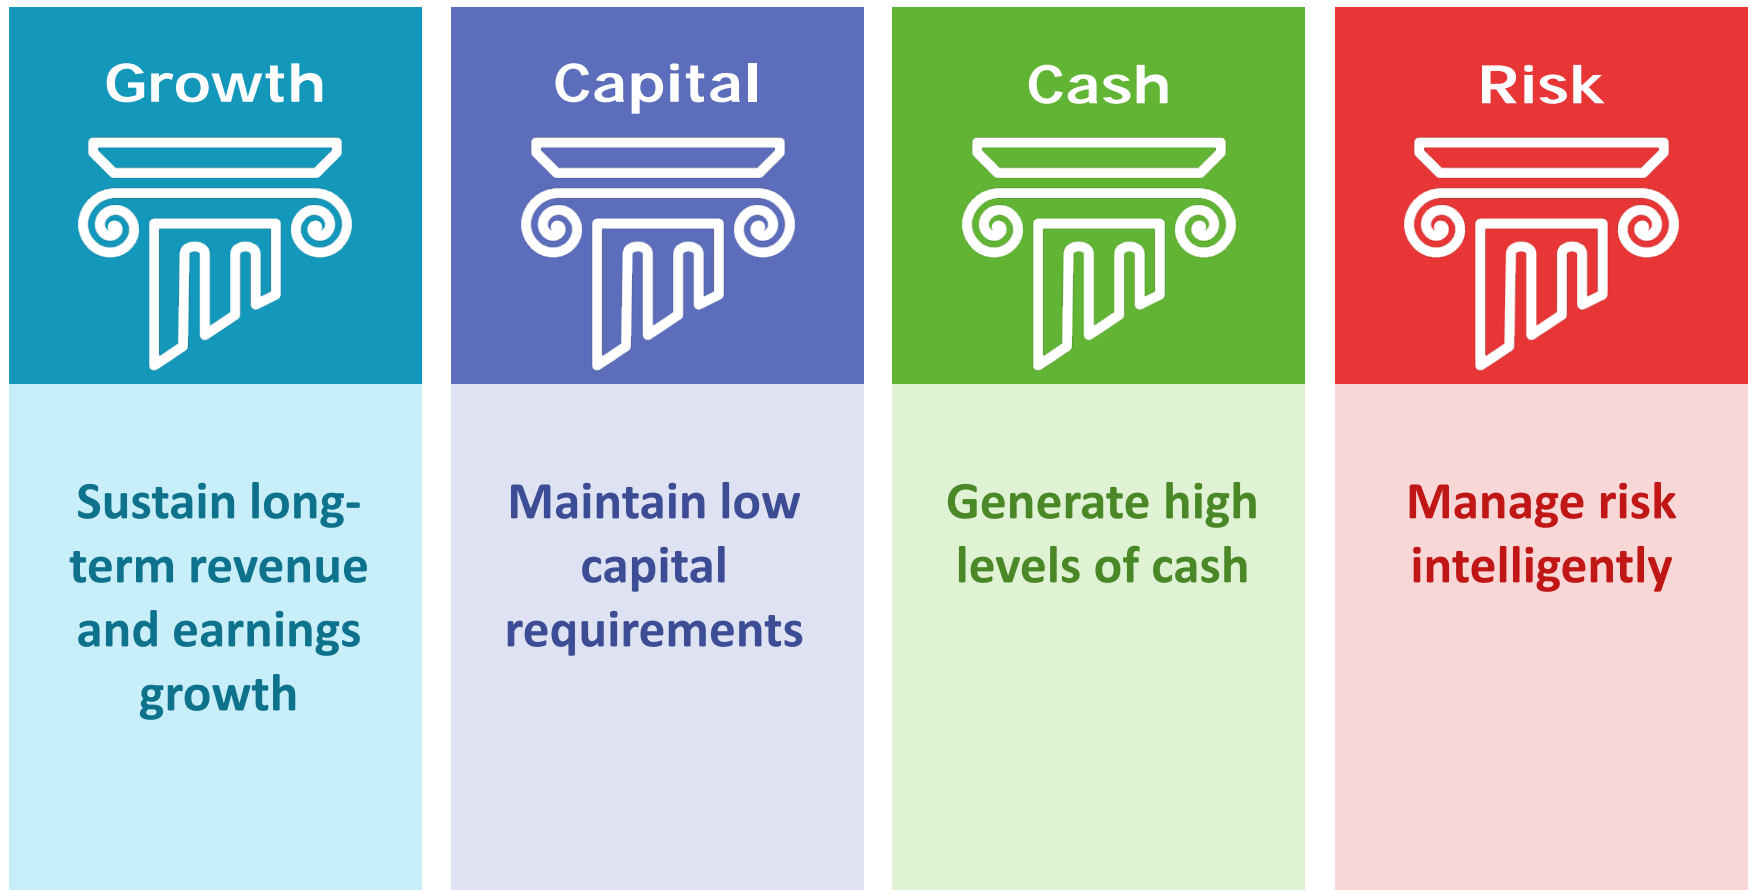 Growth
Sustain long-
term revenue
and earnings
growth
Capital
Maintain low
capital
requirements
Cash
Generate high
levels of cash
Risk
Manage risk
intelligently